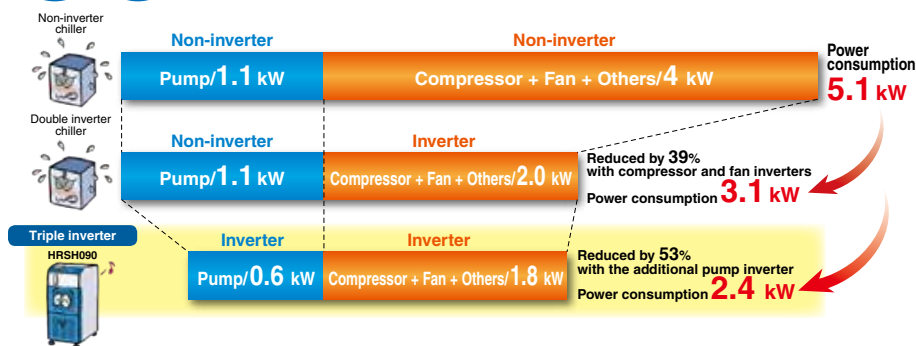 Non-inverter
chiller
Non-inverter
Non-inverter
Pump/1.1 kW
Compressor + Fan + Others/4 kW
Power
consumption
5.1 kW
Double inverter
chiller
Non-inverter
Inverter
Pump/1.1 kW
Compressor + Fan + Others/2.0 kW
Reduced by 39%
with compressor and fan inverters
Power consumption 3.1 kW
Triple inverter
HRSH090
Inverter
Inverter
Pump/0.6 kW
Compressor + Fan + Others/1.8 kW
Reduced by 53%
with the additional pump inverter
Power consumption 2.4 kW